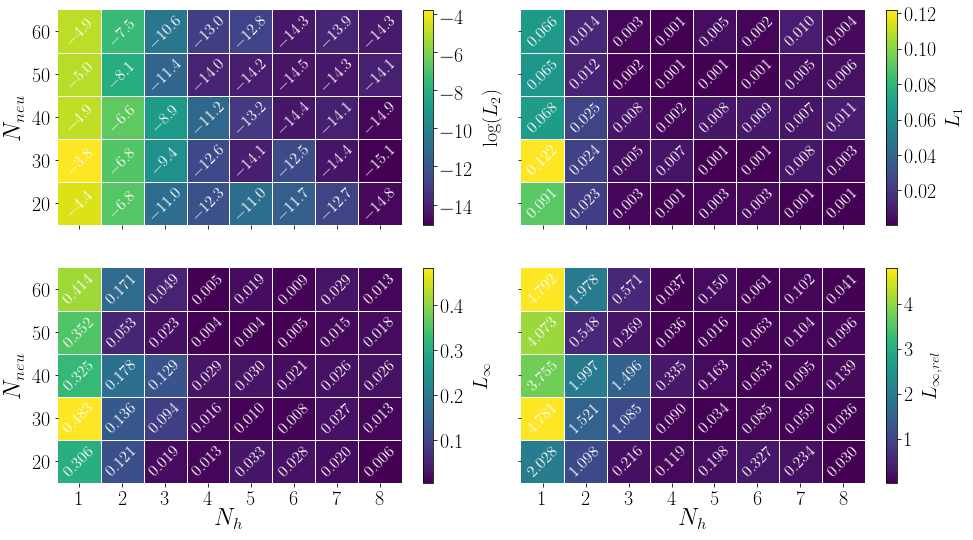 60 −4.9 −7.5 −10.6 −13.0 −12.8 −14.3 −13.9 −14.3
50 −5.0 −8.1 −11.4 −14.0 −14.2 −14.5 −14.3 −14.1
40 −4.9 −6.6 −8.9 −11.2 −13.2 −14.4 −14.1 −14.9
30 −3.8 −6.8 −9.4 −12.6 −14.1 −12.5 −14.4 −15.1
20 −4.4 −6.8 −11.0 −12.3 −11.0 −11.7 −12.7 −14.8
N_{neu}
−4
−6
−8
−10
−12
−14
log(L_2)
0.066 0.014 0.003 0.001 0.005 0.002 0.010 0.004
0.065 0.012 0.002 0.001 0.001 0.001 0.005 0.006
0.068 0.025 0.008 0.002 0.008 0.009 0.007 0.011
0.122 0.024 0.005 0.007 0.001 0.001 0.008 0.003
0.091 0.023 0.003 0.001 0.003 0.003 0.001 0.001
0.12
0.10
0.08
0.06
0.04
0.02
L_1
60 0.414 0.171 0.049 0.005 0.019 0.009 0.029 0.013
50 0.352 0.053 0.023 0.004 0.004 0.005 0.015 0.018
40 0.325 0.178 0.129 0.029 0.030 0.021 0.026 0.026
30 0.483 0.136 0.094 0.016 0.010 0.008 0.027 0.013
20 0.306 0.121 0.019 0.013 0.033 0.028 0.020 0.006
1 2 3 4 5 6 7 8
N_{neu}
N_h
0.4
0.3
0.2
0.1
L_∞
4.792 1.978 0.571 0.037 0.150 0.061 0.102 0.041
4.073 0.548 0.269 0.036 0.016 0.063 0.104 0.096
3.755 1.997 1.496 0.335 0.163 0.053 0.095 0.139
4.781 1.521 1.085 0.090 0.034 0.085 0.059 0.036
2.028 1.098 0.216 0.119 0.198 0.327 0.234 0.030
1 2 3 4 5 6 7 8
N_h
4
3
2
1
L_{∞,rel}